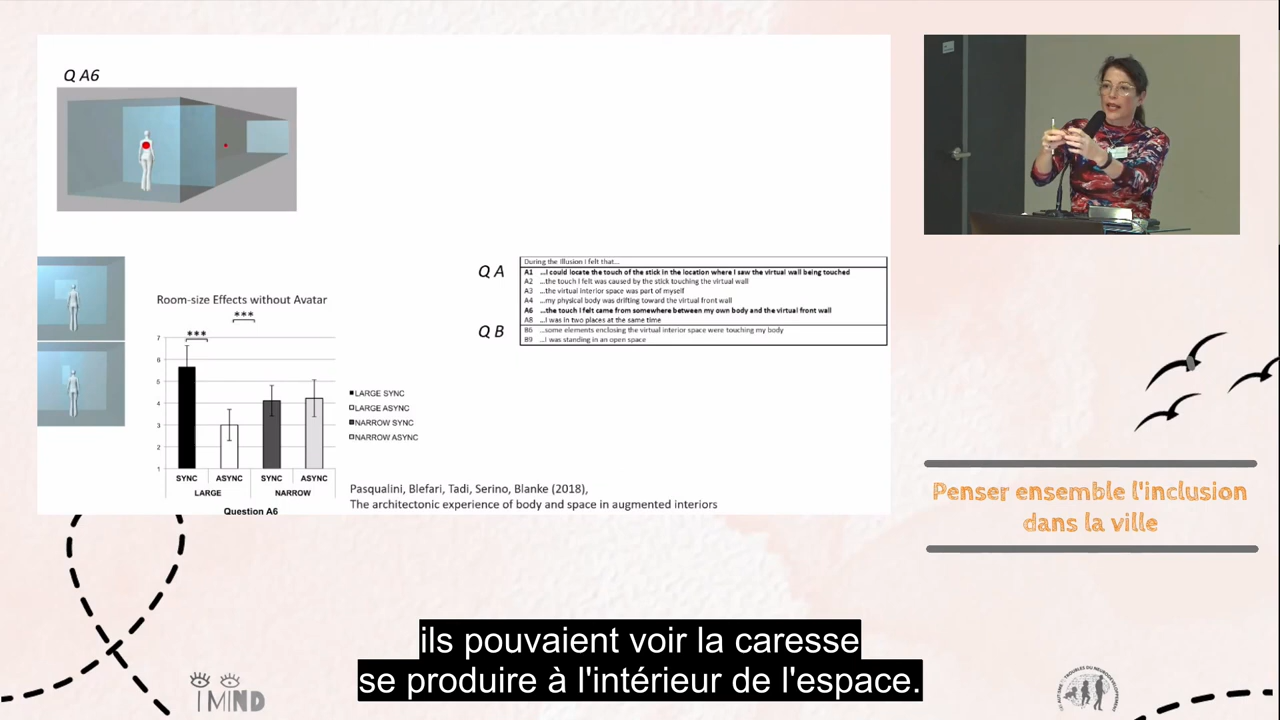 Q A6
Room-size Effects without Avatar
***
***
7
6
5
4
3
2
1
SYNC
ASYNC
SYNC
ASYNC
LARGE
NARROW
Question A6
LARGE SYNC
LARGE ASYNC
NARROW SYNC
NARROW ASYNC
Q A
Q B
During the Illusion I felt that...
A1 ...I could locate the touch of the stick in the location where I saw the virtual wall being touched
A2 ...the touch I felt was caused by the stick touching the virtual wall
A3 ...the virtual interior space was part of myself
A4 ...my physical body was drifting toward the virtual front wall
A6 ...the touch I felt came from somewhere between my own body and the virtual front wall
A8 ...I was in two places at the same time
B6 ...some elements enclosing the virtual interior space were touching my body
B9 ...I was standing in an open space
Pasqualini, Blefari, Tadi, Serino, Blanke (2018),
The architectonic experience of body and space in augmented interiors
Penser ensemble l'inclusion
dans la ville
ils pouvaient voir la caresse
se produire à l'intérieur de l'espace.
I MIND